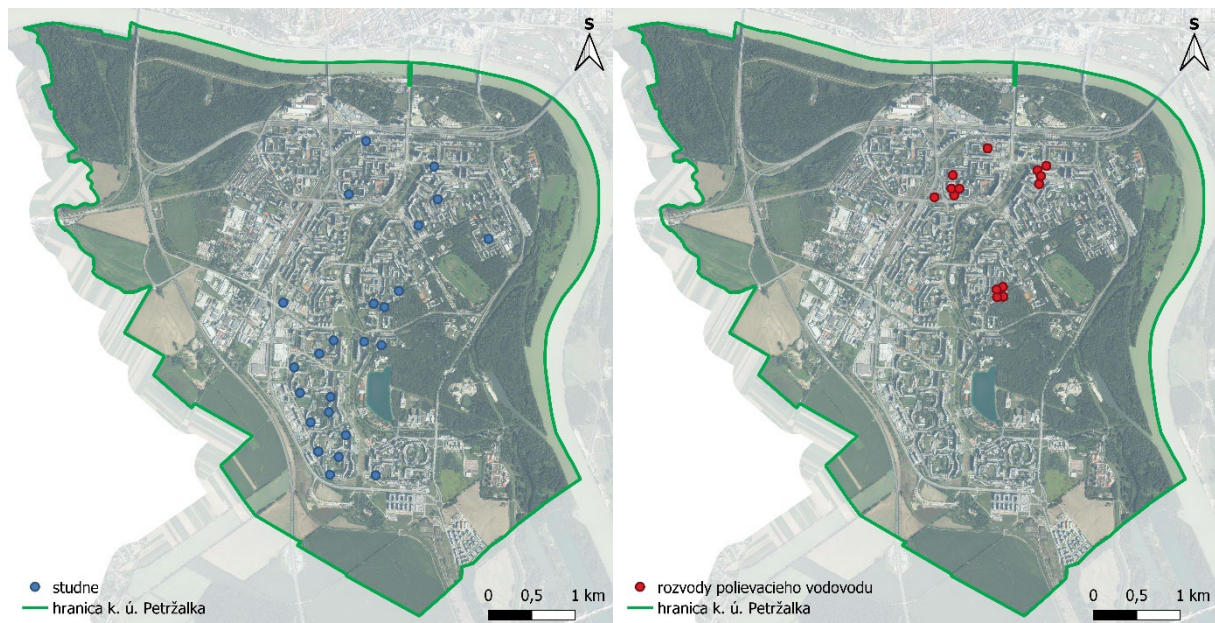 S
studne
hranica k. ú. Petržalka
0 0,5 1 km
S
rozvody polievacieho vodovodu
hranica k. ú. Petržalka
0 0,5 1 km